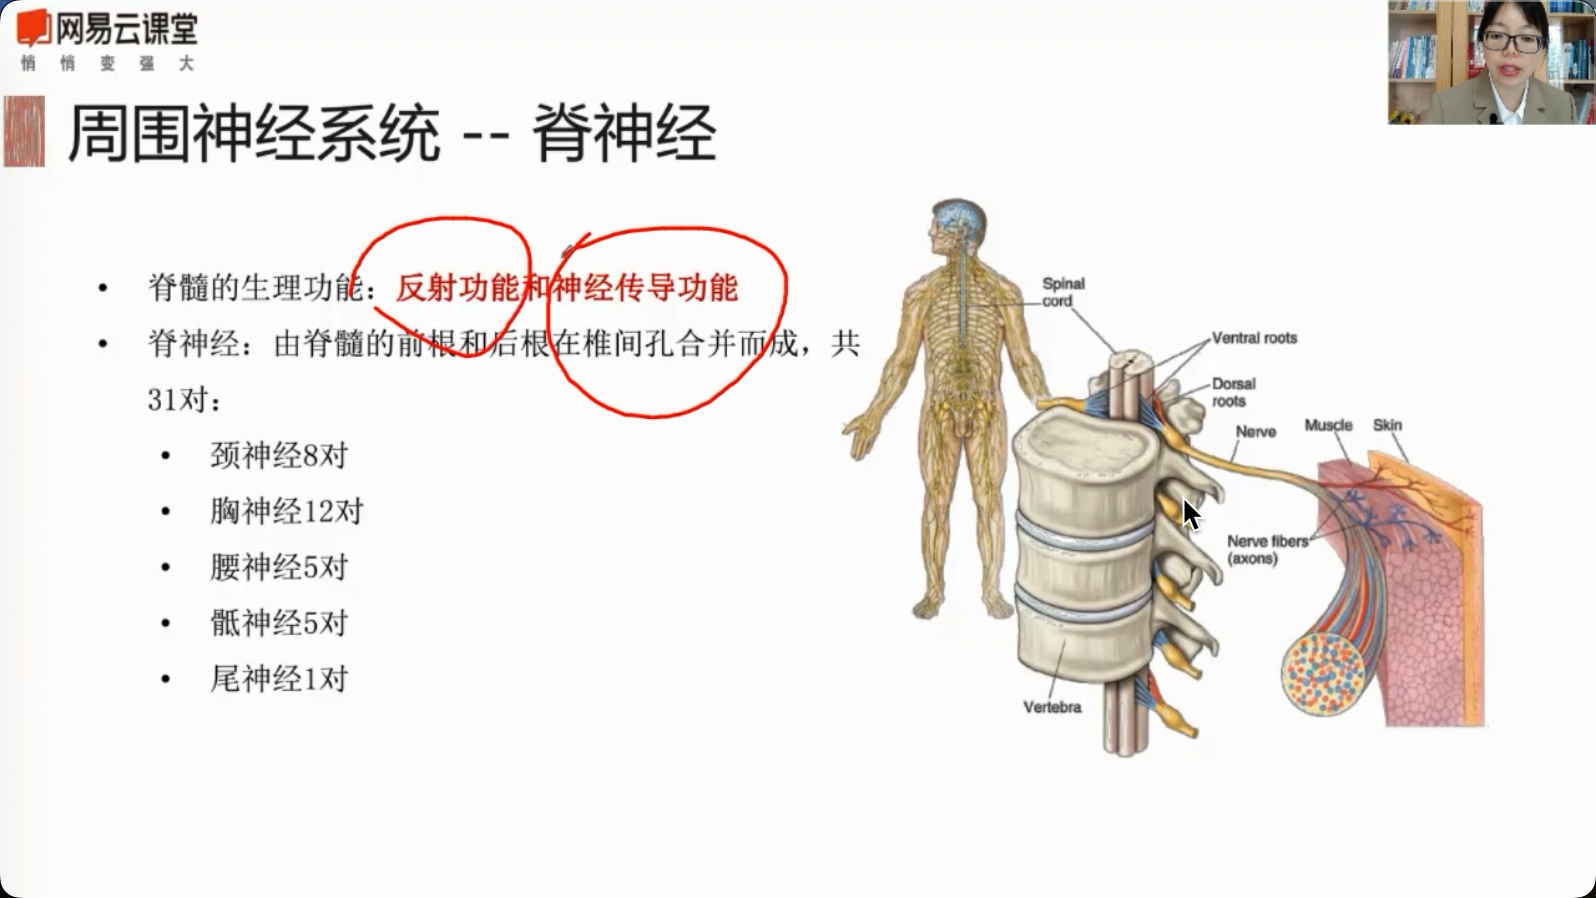 网易云课堂
悄悄变强大
周围神经系统 -- 脊神经
• 脊髓的生理功能：反射功能和神经传导功能
• 脊神经：由脊髓的前根和后根在椎间孔合并而成，共
31对：
• 颈神经8对
• 胸神经12对
• 腰神经5对
• 骶神经5对
• 尾神经1对
Spinal
cord
Ventral roots
Dorsal
roots
Nerve
Muscle
Skin
Nerve fibers
(axons)
Vertebra